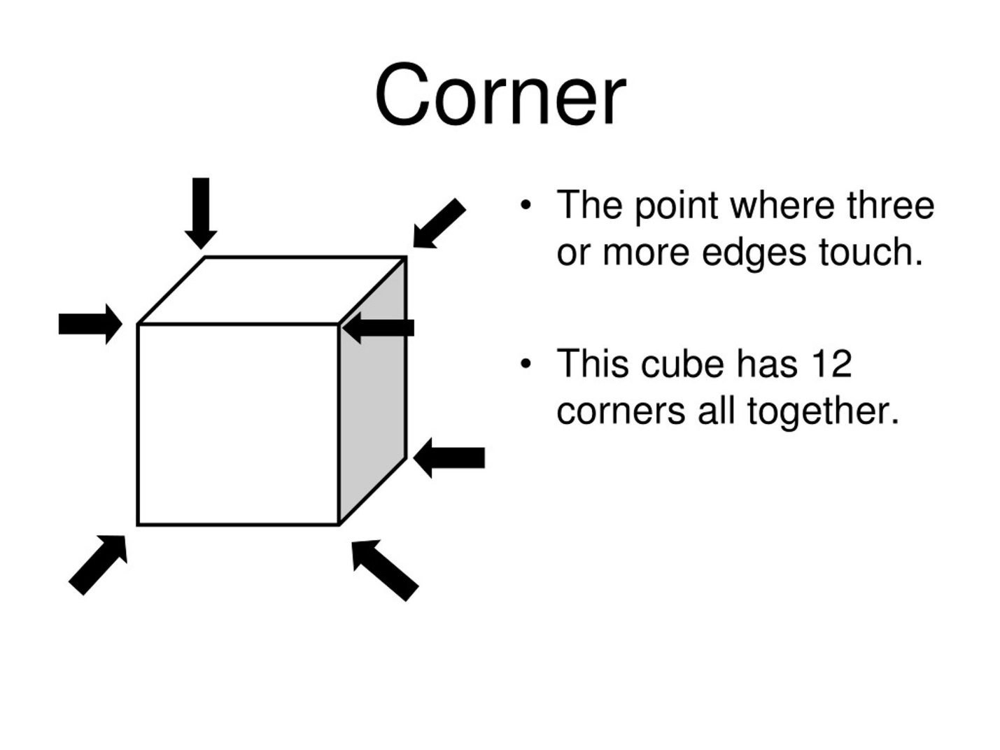 Corner
• The point where three
or more edges touch.
• This cube has 12
corners all together.